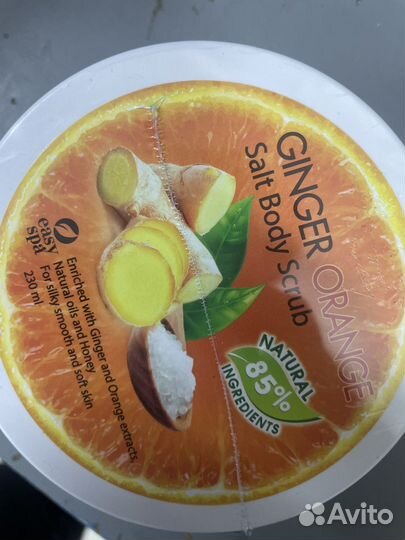 GINGER ORANGE
Salt Body Scrub
NATURAL
85%
INGREDIENTS
easy
spa
Enriched with Ginger and Orange extracts,
Natural oils and Honey
For silky smooth and soft skin
230 ml
Avito